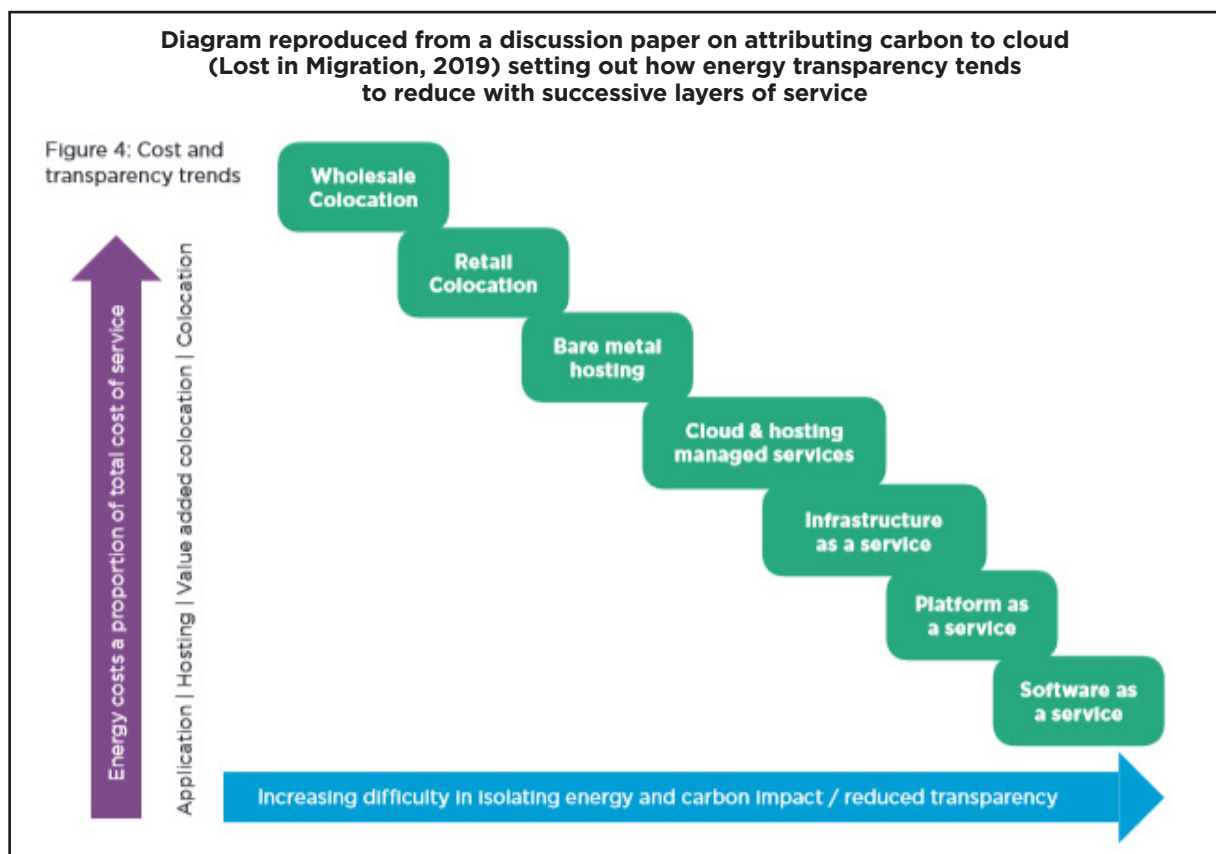 Diagram reproduced from a discussion paper on attributing carbon to cloud
(Lost in Migration, 2019) setting out how energy transparency tends
to reduce with successive layers of service
Figure 4: Cost and
transparency trends
Energy costs a proportion of total cost of service
Application | Hosting | Value added colocation | Colocation
Wholesale
Colocation
Retail
Colocation
Bare metal
hosting
Cloud & hosting
managed services
Infrastructure
as a service
Platform as
a service
Software as
a service
Increasing difficulty in isolating energy and carbon impact / reduced transparency